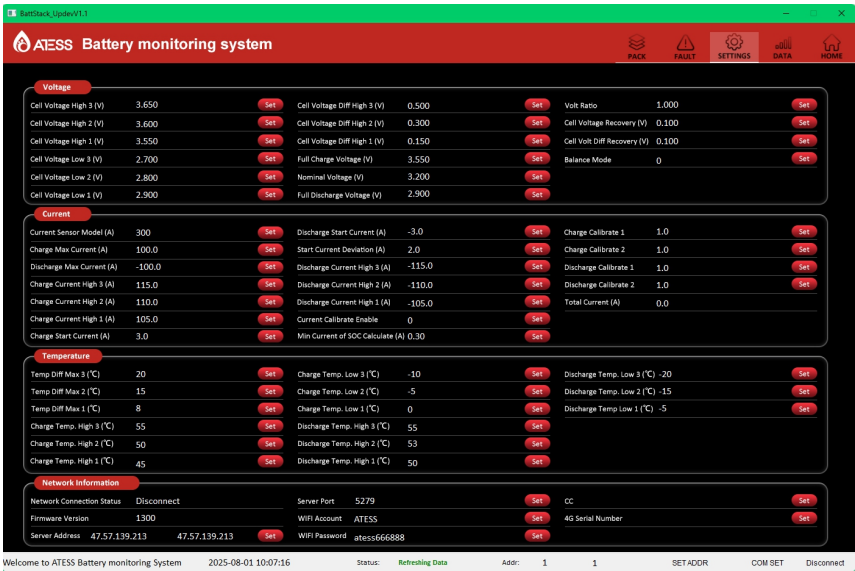 BattStack_UpdevV1.1
ATESS Battery monitoring system
PACK FAULT SETTINGS DATA HOME
Voltage
Cell Voltage High 3 (V) 3.650 Set Cell Voltage Diff High 3 (V) 0.500 Set Volt Ratio 1.000 Set
Cell Voltage High 2 (V) 3.600 Set Cell Voltage Diff High 2 (V) 0.300 Set Cell Voltage Recovery (V) 0.100 Set
Cell Voltage High 1 (V) 3.550 Set Cell Voltage Diff High 1 (V) 0.150 Set Cell Volt Diff Recovery (V) 0.100 Set
Cell Voltage Low 3 (V) 2.700 Set Full Charge Voltage (V) 3.550 Set Balance Mode 0 Set
Cell Voltage Low 2 (V) 2.800 Set Nominal Voltage (V) 3.200 Set
Cell Voltage Low 1 (V) 2.900 Set Full Discharge Voltage (V) 2.900 Set
Current
Current Sensor Model (A) 300 Set Discharge Start Current (A) -3.0 Set Charge Calibrate 1 1.0 Set
Charge Max Current (A) 100.0 Set Start Current Deviation (A) 2.0 Set Charge Calibrate 2 1.0 Set
Discharge Max Current (A) -100.0 Set Discharge Current High 3 (A) -115.0 Set Discharge Calibrate 1 1.0 Set
Charge Current High 3 (A) 115.0 Set Discharge Current High 2 (A) -110.0 Set Discharge Calibrate 2 1.0 Set
Charge Current High 2 (A) 110.0 Set Discharge Current High 1 (A) -105.0 Set Total Current (A) 0.0
Charge Current High 1 (A) 105.0 Set Current Calibrate Enable 0 Set
Charge Start Current (A) 3.0 Set Min Current of SOC Calculate (A) 0.30 Set
Temperature
Temp Diff Max 3 (℃) 20 Set Charge Temp. Low 3 (℃) -10 Set Discharge Temp. Low 3 (℃) -20 Set
Temp Diff Max 2 (℃) 15 Set Charge Temp. Low 2 (℃) -5 Set Discharge Temp. Low 2 (℃) -15 Set
Temp Diff Max 1 (℃) 8 Set Charge Temp. Low 1 (℃) 0 Set Discharge Temp Low 1 (℃) -5 Set
Charge Temp. High 3 (℃) 55 Set Discharge Temp. High 3 (℃) 55 Set
Charge Temp. High 2 (℃) 50 Set Discharge Temp. High 2 (℃) 53 Set
Charge Temp. High 1 (℃) 45 Set Discharge Temp. High 1 (℃) 50 Set
Network Information
Network Connection Status Disconnect Server Port 5279 Set CC Set
Firmware Version 1300 WIFI Account ATESS Set 4G Serial Number Set
Server Address 47.57.139.213 47.57.139.213 Set WIFI Password atess666888 Set
Welcome to ATESS Battery monitoring System 2025-08-01 10:07:16 Status: Refreshing Data Addr: 1 1 SETADDR COM SET Disconnect